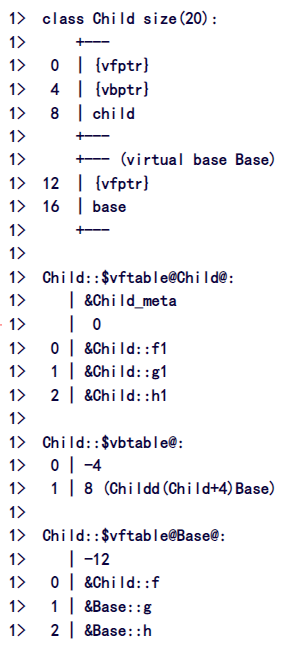 1>  class Child size(20):
1>      +---
1>   0  | {vfptr}
1>   4  | {vbptr}
1>   8  | child
1>      +---
1>      +--- (virtual base Base)
1>  12  | {vfptr}
1>  16  | base
1>      +---
1>
1>  Child::$vftable@Child@:
1>     | &Child_meta
1>     |  0
1>   0 | &Child::f1
1>   1 | &Child::g1
1>   2 | &Child::h1
1>
1>  Child::$vbtable@:
1>   0 | -4
1>   1 | 8 (Childd(Child+4)Base)
1>
1>  Child::$vftable@Base@:
1>     | -12
1>   0 | &Child::f
1>   1 | &Base::g
1>   2 | &Base::h